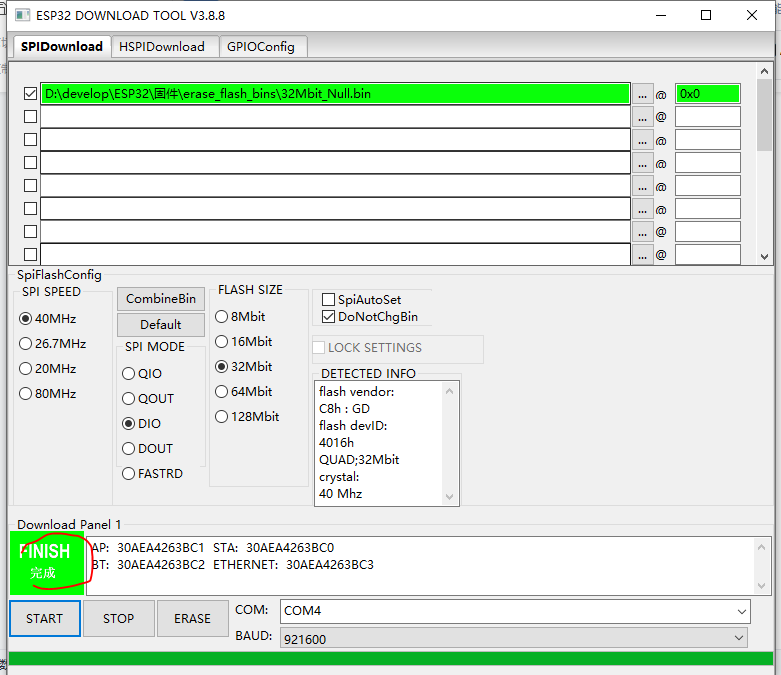 ESP32 DOWNLOAD TOOL V3.8.8
SPIDownload HSPIDownload GPIOConfig
D:\develop\ESP32\固件\erase_flash_bins\32Mbit_Null.bin ... @ 0x0
... @
... @
... @
... @
... @
... @
... @
SpiFlashConfig
SPI SPEED
40MHz
26.7MHz
20MHz
80MHz
CombineBin
Default
SPI MODE
QIO
QOUT
DIO
DOUT
FASTRD
FLASH SIZE
8Mbit
16Mbit
32Mbit
64Mbit
128Mbit
SpiAutoSet
DoNotChgBin
LOCK SETTINGS
DETECTED INFO
flash vendor:
C8h : GD
flash devID:
4016h
QUAD;32Mbit
crystal:
40 Mhz
Download Panel 1
FINISH
完成
AP: 30AEA4263BC1 STA: 30AEA4263BC0
BT: 30AEA4263BC2 ETHERNET: 30AEA4263BC3
START STOP ERASE
COM: COM4
BAUD: 921600